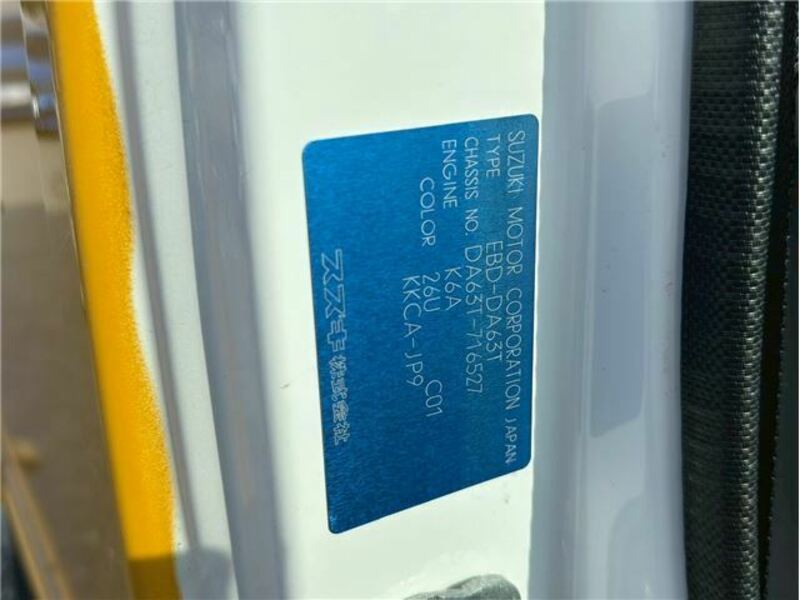 SUZUKI MOTOR CORPORATION JAPAN
TYPE EBD-DA63T
CHASSIS NO. DA63T-716527
ENGINE K6A
COLOR 26U C01
KKCA-JP9
スズキ株式会社